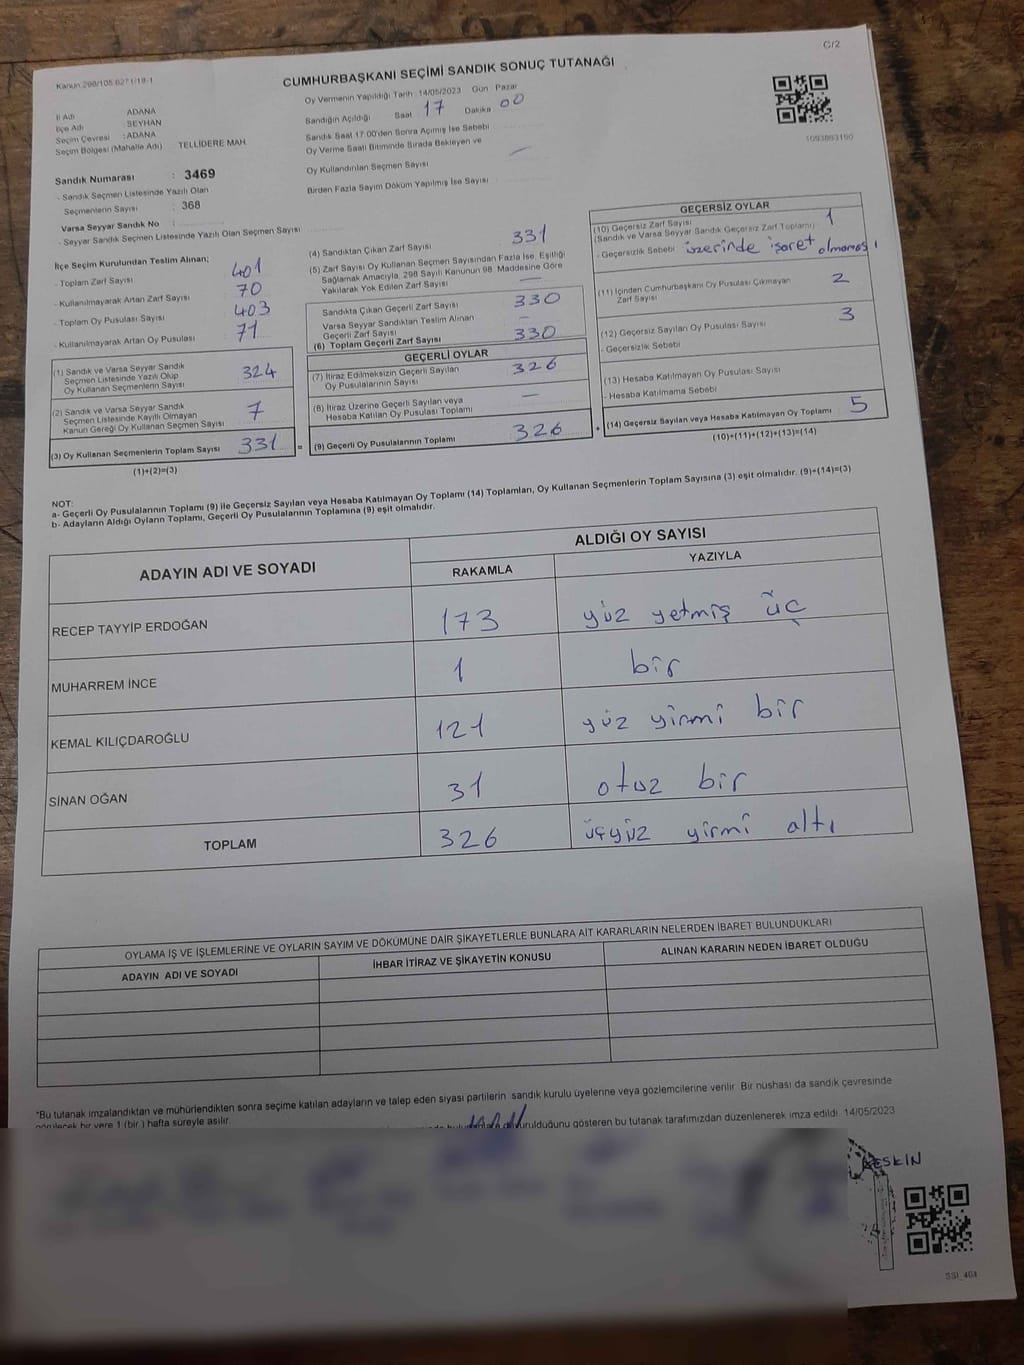 C/2
Kanun 298/105 6271/18-1
CUMHURBAŞKANI SEÇİMİ SANDIK SONUÇ TUTANAĞI
İl Adı ADANA
İlçe Adı SEYHAN
Seçim Çevresi : ADANA
Seçim Bölgesi (Mahalle Adı) TELLİDERE MAH.
Oy Vermenin Yapıldığı Tarih : 14/05/2023 Gün Pazar
Sandığın Açıldığı Saat 17 Dakika 00
Sandık Saat 17.00'den Sonra Açılmış İse Sebebi
Oy Verme Saati Bitiminde Sırada Bekleyen ve
Oy Kullandırılan Seçmen Sayısı —
Birden Fazla Sayım Döküm Yapılmış İse Sayısı
1093863190
Sandık Numarası : 3469
- Sandık Seçmen Listesinde Yazılı Olan
Seçmenlerin Sayısı : 368
Varsa Seyyar Sandık No :
- Seyyar Sandık Seçmen Listesinde Yazılı Olan Seçmen Sayısı
İlçe Seçim Kurulundan Teslim Alınan;
- Toplam Zarf Sayısı 401
- Kullanılmayarak Artan Zarf Sayısı 70
- Toplam Oy Pusulası Sayısı 403
- Kullanılmayarak Artan Oy Pusulası 71
(1) Sandık ve Varsa Seyyar Sandık
Seçmen Listesinde Yazılı Olup
Oy Kullanan Seçmenlerin Sayısı 324
(2) Sandık ve Varsa Seyyar Sandık
Seçmen Listesinde Kayıtlı Olmayan
Kanun Gereği Oy Kullanan Seçmen Sayısı 7
(3) Oy Kullanan Seçmenlerin Toplam Sayısı 331 =
(1)+(2)=(3)
(4) Sandıktan Çıkan Zarf Sayısı 331
(5) Zarf Sayısı Oy Kullanan Seçmen Sayısından Fazla İse, Eşitliği
Sağlamak Amacıyla, 298 Sayılı Kanunun 98. Maddesine Göre
Yakılarak Yok Edilen Zarf Sayısı —
Sandıkta Çıkan Geçerli Zarf Sayısı 330
Varsa Seyyar Sandıktan Teslim Alınan
Geçerli Zarf Sayısı —
(6) Toplam Geçerli Zarf Sayısı 330
GEÇERLİ OYLAR
(7) İtiraz Edilmeksizin Geçerli Sayılan
Oy Pusulalarının Sayısı 326
(8) İtiraz Üzerine Geçerli Sayılan veya
Hesaba Katılan Oy Pusulası Toplamı —
(9) Geçerli Oy Pusulalarının Toplamı 326 +
GEÇERSİZ OYLAR
(10) Geçersiz Zarf Sayısı 1
(Sandık ve Varsa Seyyar Sandık Geçersiz Zarf Toplamı)
- Geçersizlik Sebebi üzerinde işaret olması
(11) İçinden Cumhurbaşkanı Oy Pusulası Çıkmayan
Zarf Sayısı 2
(12) Geçersiz Sayılan Oy Pusulası Sayısı 3
- Geçersizlik Sebebi
(13) Hesaba Katılmayan Oy Pusulası Sayısı
- Hesaba Katılmama Sebebi
(14) Geçersiz Sayılan veya Hesaba Katılmayan Oy Toplamı 5
(10)+(11)+(12)+(13)=(14)
NOT:
a- Geçerli Oy Pusulalarının Toplamı (9) ile Geçersiz Sayılan veya Hesaba Katılmayan Oy Toplamı (14) Toplamları, Oy Kullanan Seçmenlerin Toplam Sayısına (3) eşit olmalıdır. (9)+(14)=(3)
b- Adayların Aldığı Oyların Toplamı, Geçerli Oy Pusulalarının Toplamına (9) eşit olmalıdır.
ADAYIN ADI VE SOYADI ALDIĞI OY SAYISI
RAKAMLA YAZIYLA
RECEP TAYYİP ERDOĞAN 173 yüz yetmiş üç
MUHARREM İNCE 1 bir
KEMAL KILIÇDAROĞLU 121 yüz yirmi bir
SİNAN OĞAN 31 otuz bir
TOPLAM 326 üçyüz yirmi altı
OYLAMA İŞ VE İŞLEMLERİNE VE OYLARIN SAYIM VE DÖKÜMÜNE DAİR ŞİKAYETLERLE BUNLARA AİT KARARLARIN NELERDEN İBARET BULUNDUKLARI
ADAYIN ADI VE SOYADI İHBAR İTİRAZ VE ŞİKAYETİN KONUSU ALINAN KARARIN NEDEN İBARET OLDUĞU
"Bu tutanak imzalandıktan ve mühürlendikten sonra seçime katılan adayların ve talep eden siyasi partilerin sandık kurulu üyelerine veya gözlemcilerine verilir. Bir nüshası da sandık çevresinde
görülecek bir yere 1 (bir ) hafta süreyle asılır. duyurulduğunu gösteren bu tutanak tarafımızdan düzenlenerek imza edildi. 14/05/2023
KESKİN
SSI_464